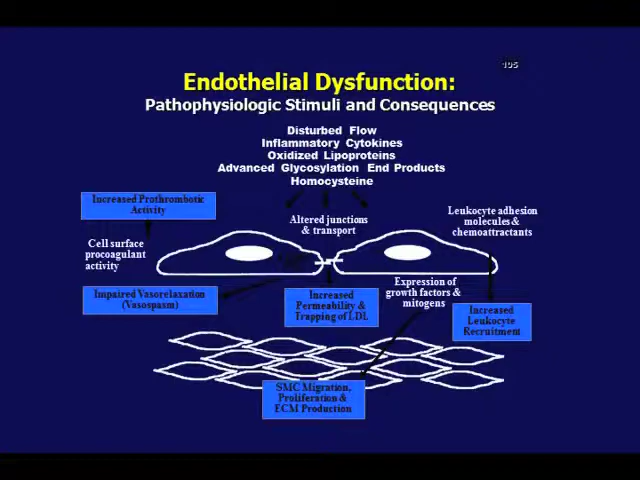 105
Endothelial Dysfunction:
Pathophysiologic Stimuli and Consequences
Disturbed Flow
Inflammatory Cytokines
Oxidized Lipoproteins
Advanced Glycosylation End Products
Homocysteine
Increased Prothrombotic
Activity
Altered junctions
& transport
Leukocyte adhesion
molecules &
chemoattractants
Cell surface
procoagulant
activity
Impaired Vasorelaxation
(Vasospasm)
Increased
Permeability &
Trapping of LDL
Expression of
growth factors &
mitogens
Increased
Leukocyte
Recruitment
SMC Migration,
Proliferation &
ECM Production